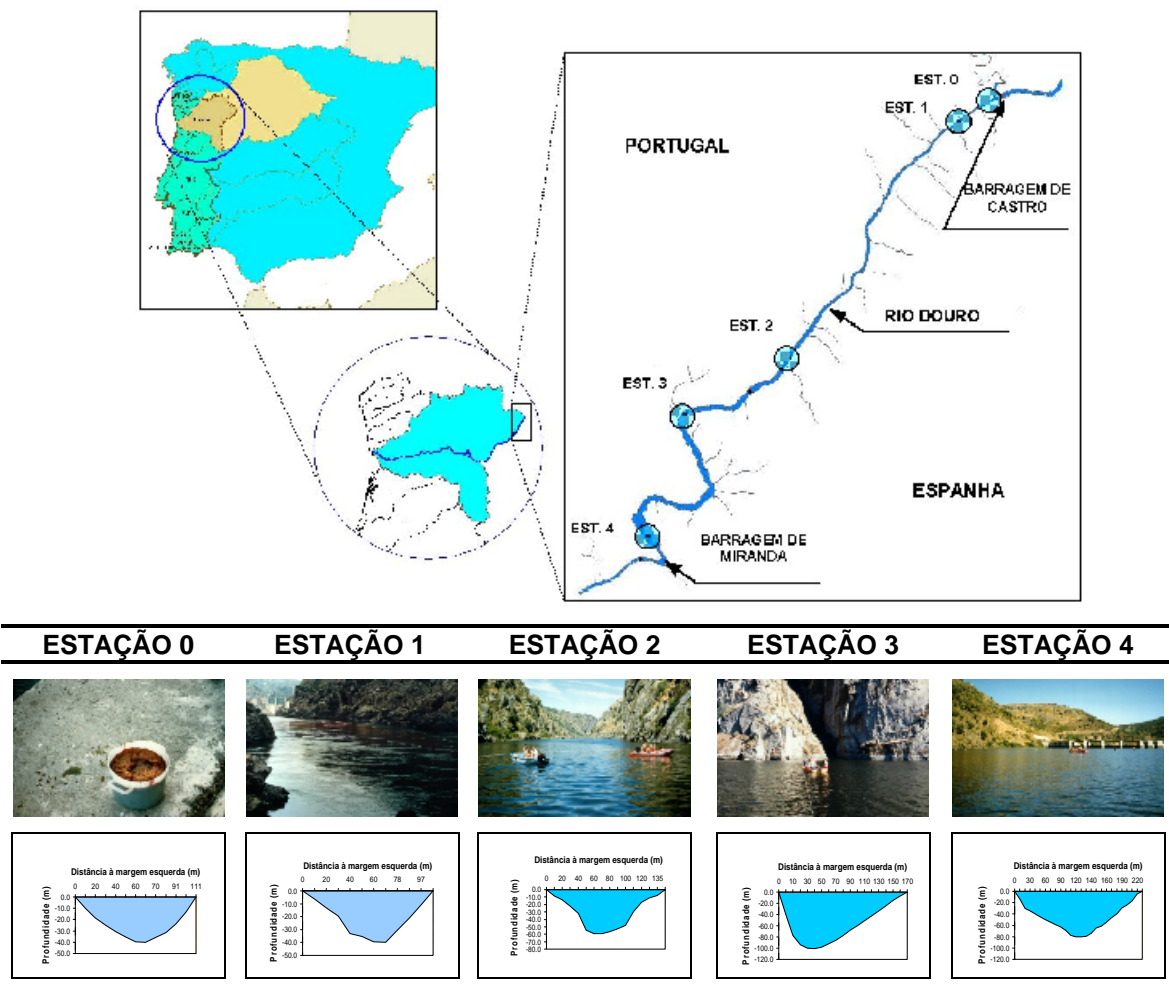 EST. 0
EST. 1
PORTUGAL
BARRAGEM DE
CASTRO
RIO DOURO
EST. 2
EST. 3
ESPANHA
EST. 4
BARRAGEM DE
MIRANDA
ESTAÇÃO 0 ESTAÇÃO 1 ESTAÇÃO 2 ESTAÇÃO 3 ESTAÇÃO 4
Distância à margem esquerda (m)
0 20 40 60 70 91 111
Profundidade (m)
0.0
-10.0
-20.0
-30.0
-40.0
-50.0
Distância à margem esquerda (m)
0 20 40 60 78 97
Profundidade (m)
0.0
-10.0
-20.0
-30.0
-40.0
-50.0
Distância à margem esquerda (m)
0 20 40 60 80 100 120 135
Profundidade (m)
0.0
-10.0
-20.0
-30.0
-40.0
-50.0
-60.0
-70.0
-80.0
Distância à margem esquerda (m)
0 10 30 50 70 90 110 130 150 170
Profundidade (m)
0.0
-20.0
-40.0
-60.0
-80.0
-100.0
-120.0
Distância à margem esquerda (m)
0 30 60 90 120 140 160 190 220
Profundidade (m)
0.0
-20.0
-40.0
-60.0
-80.0
-100.0
-120.0